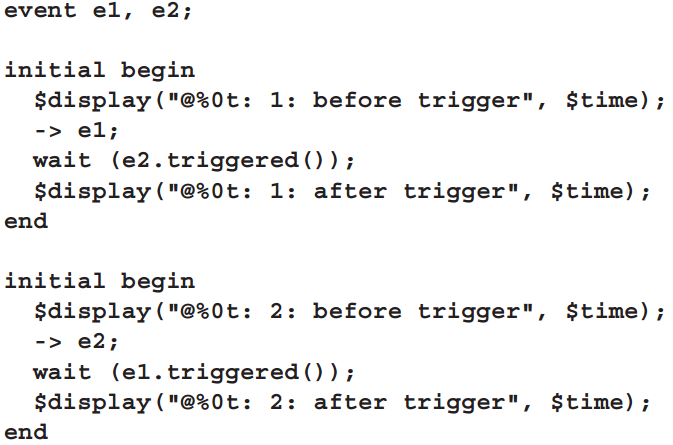 event e1, e2;
initial begin
$display("@%0t: 1: before trigger", $time);
-> e1;
wait (e2.triggered());
$display("@%0t: 1: after trigger", $time);
end
initial begin
$display("@%0t: 2: before trigger", $time);
-> e2;
wait (e1.triggered());
$display("@%0t: 2: after trigger", $time);
end